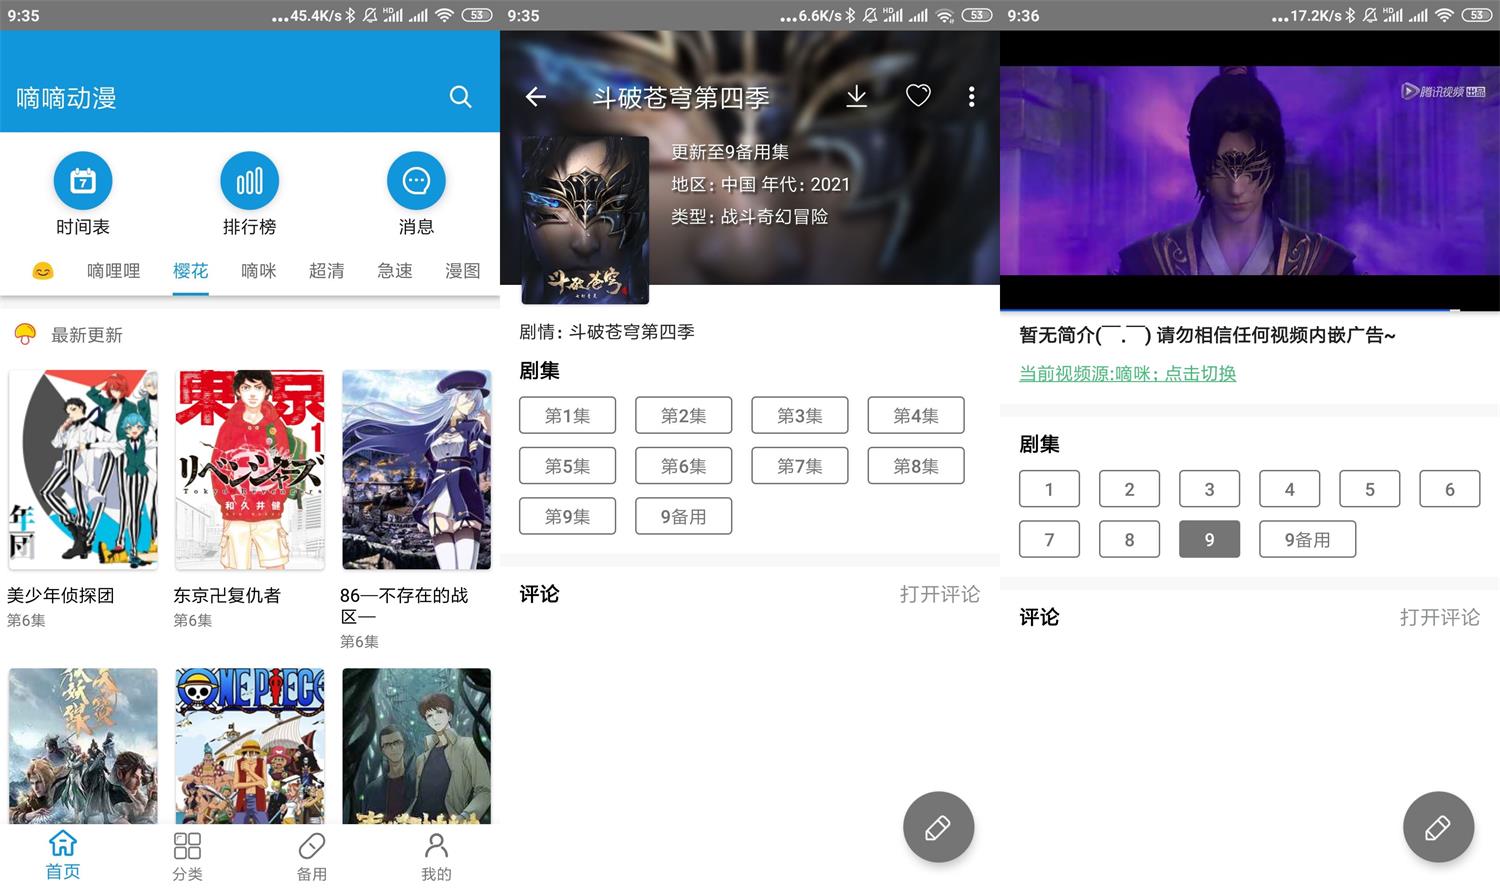 9:35
...45.4K/s
HD
53
嘀嘀动漫
7
时间表
排行榜
消息
嘀哩哩
樱花
嘀咪
超清
急速
漫图
最新更新
年
団
美少年侦探团
第6集
東京
1
リベンジャーズ
Tokyo Revengers
和久井健
东京卍复仇者
第6集
86—不存在的战
区—
第6集
ONE PIECE
首页
分类
备用
我的
9:35
...6.6K/s
HD
53
斗破苍穹第四季
更新至9备用集
地区: 中国 年代: 2021
类型: 战斗奇幻冒险
斗破苍穹
剧情: 斗破苍穹第四季
剧集
第1集
第2集
第3集
第4集
第5集
第6集
第7集
第8集
第9集
9备用
评论
打开评论
9:36
...17.2K/s
HD
53
腾讯视频 出品
暂无简介(￣.￣) 请勿相信任何视频内嵌广告~
当前视频源:嘀咪; 点击切换
剧集
1
2
3
4
5
6
7
8
9
9备用
评论
打开评论